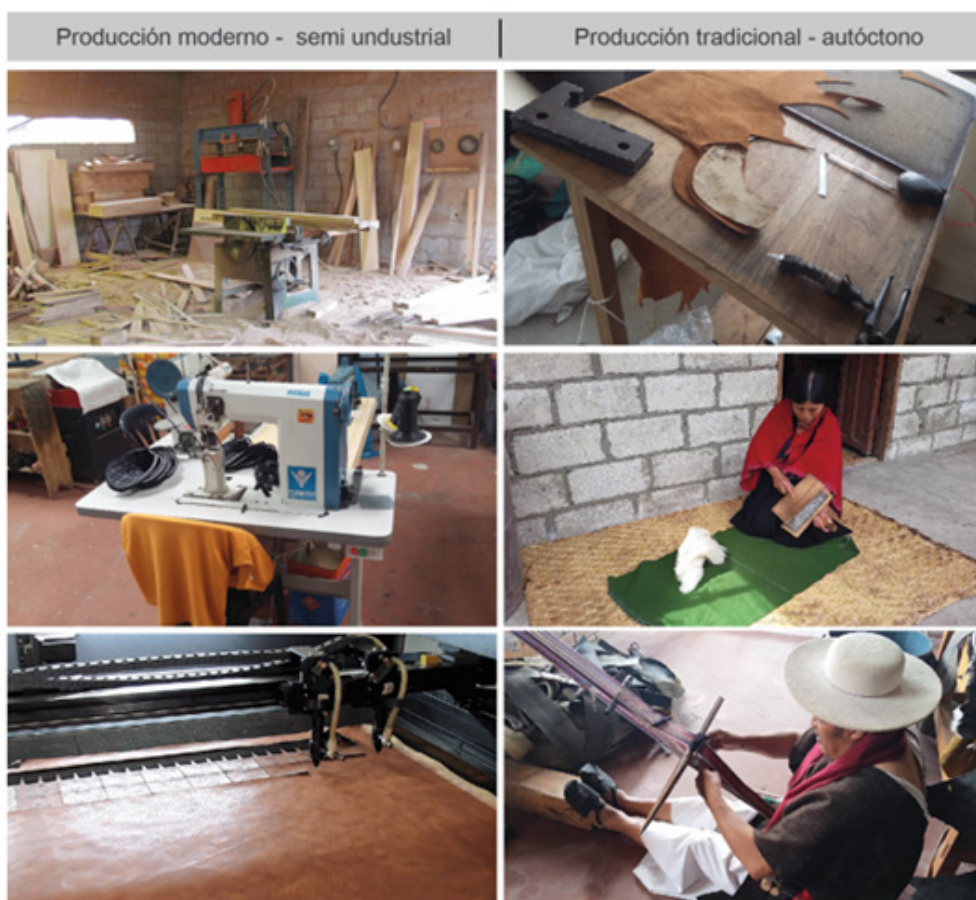 Producción moderno - semi undustrial
Producción tradicional - autóctono